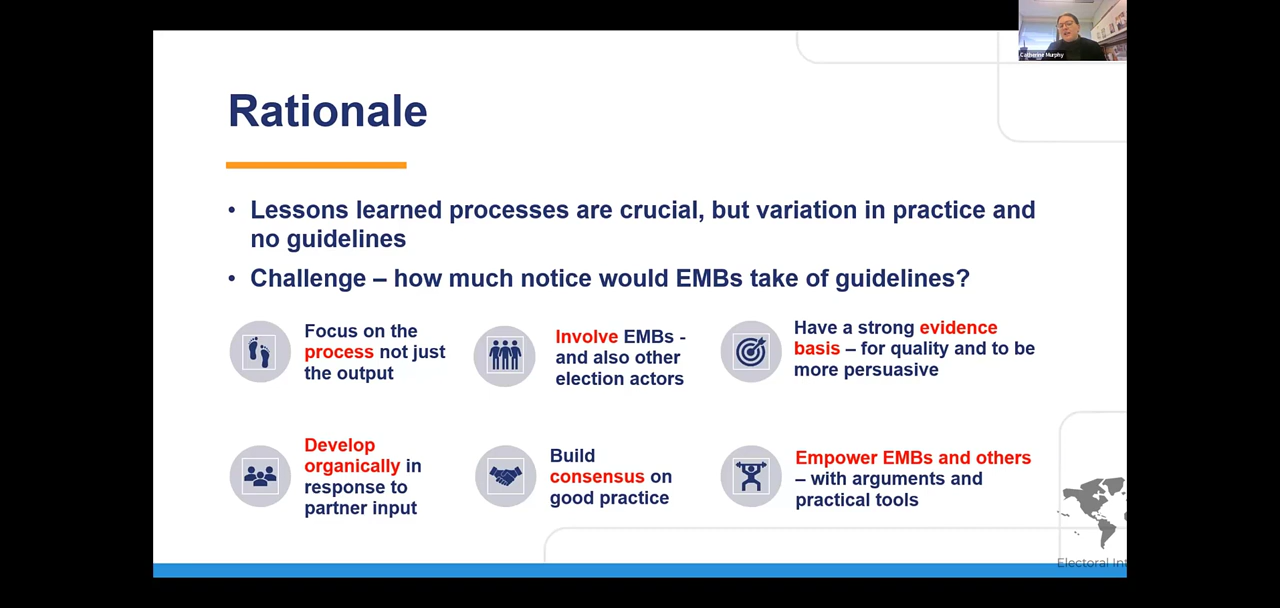 Catherine Murphy
Rationale
• Lessons learned processes are crucial, but variation in practice and
no guidelines
• Challenge – how much notice would EMBs take of guidelines?
Focus on the
process not just
the output
Involve EMBs -
and also other
election actors
Have a strong evidence
basis – for quality and to be
more persuasive
Develop
organically in
response to
partner input
Build
consensus on
good practice
Empower EMBs and others
– with arguments and
practical tools
Electoral Int